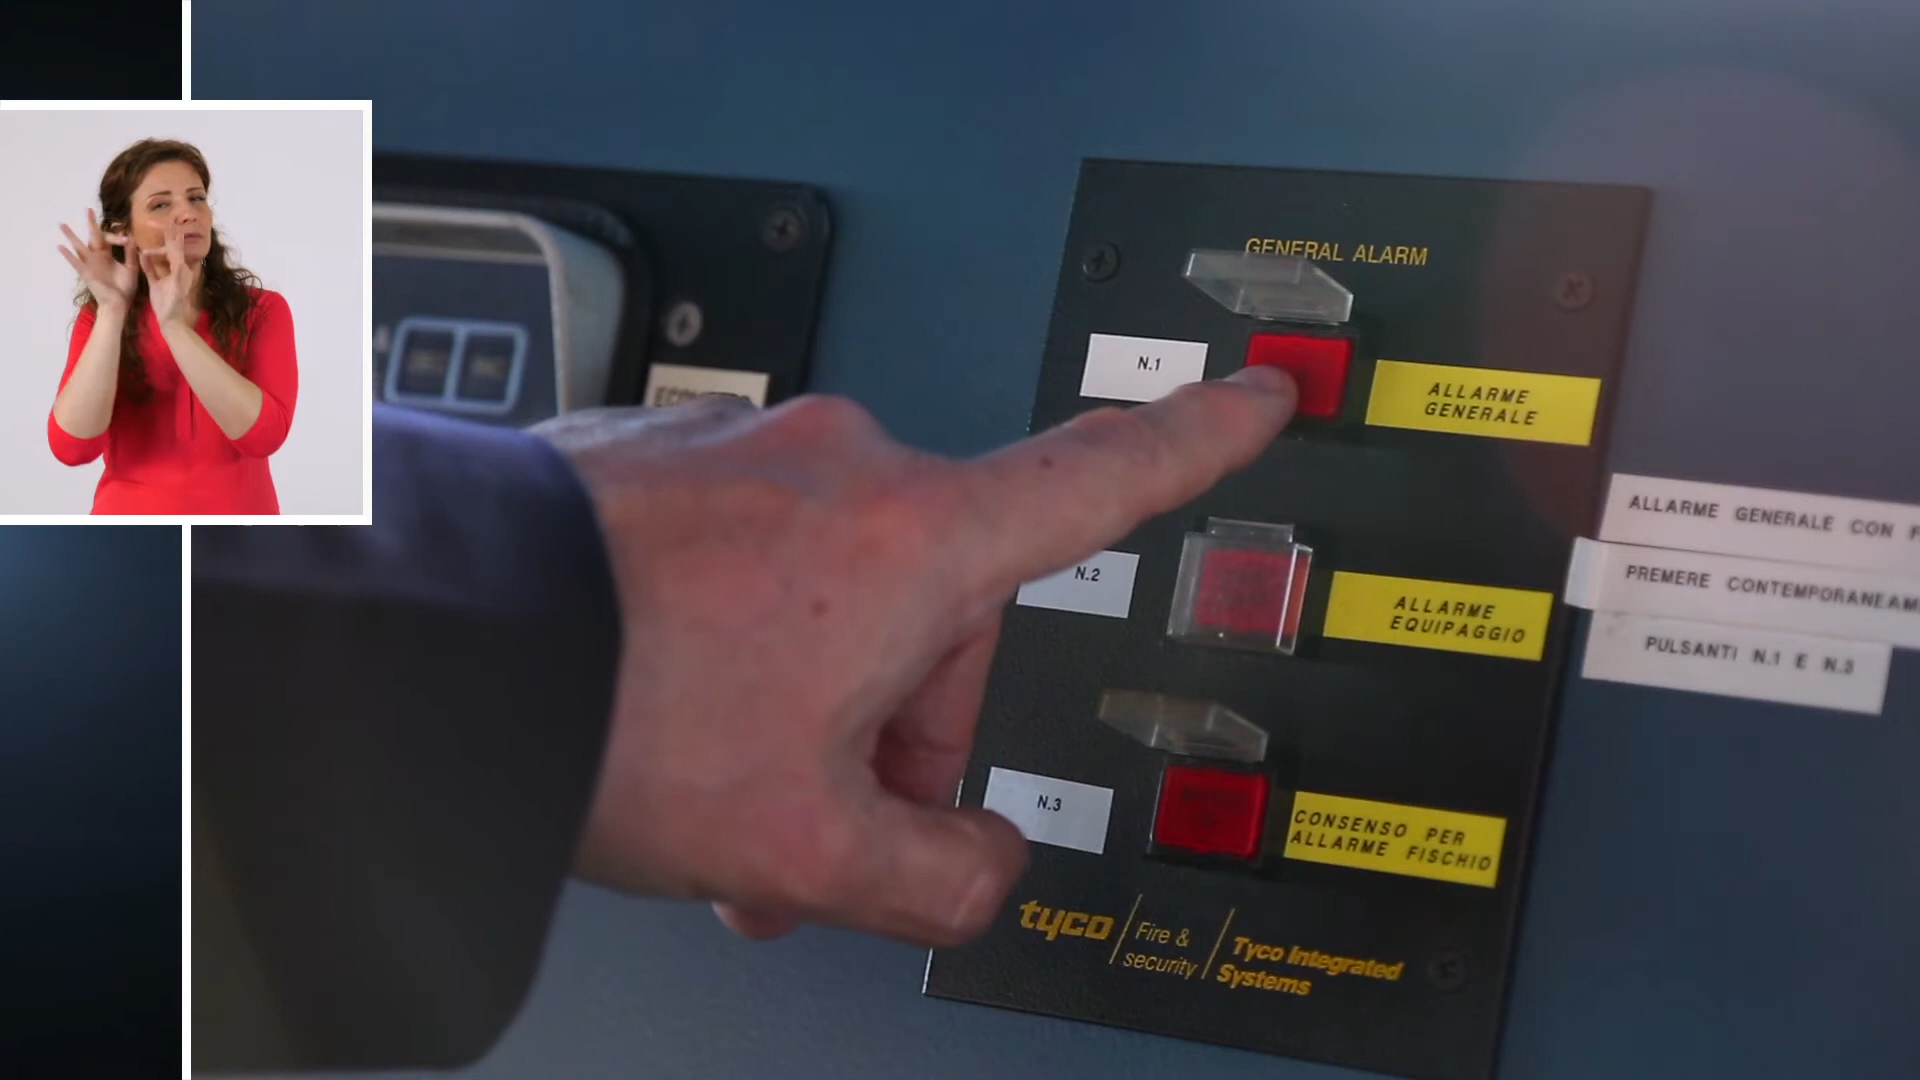 GENERAL ALARM
N.1
ALLARME
GENERALE
N.2
ALLARME
EQUIPAGGIO
N.3
CONSENSO PER
ALLARME FISCHIO
tyco
Fire &
security
Tyco Integrated
Systems
ALLARME GENERALE CON
PREMERE
PULSANTI N.1 E N.3